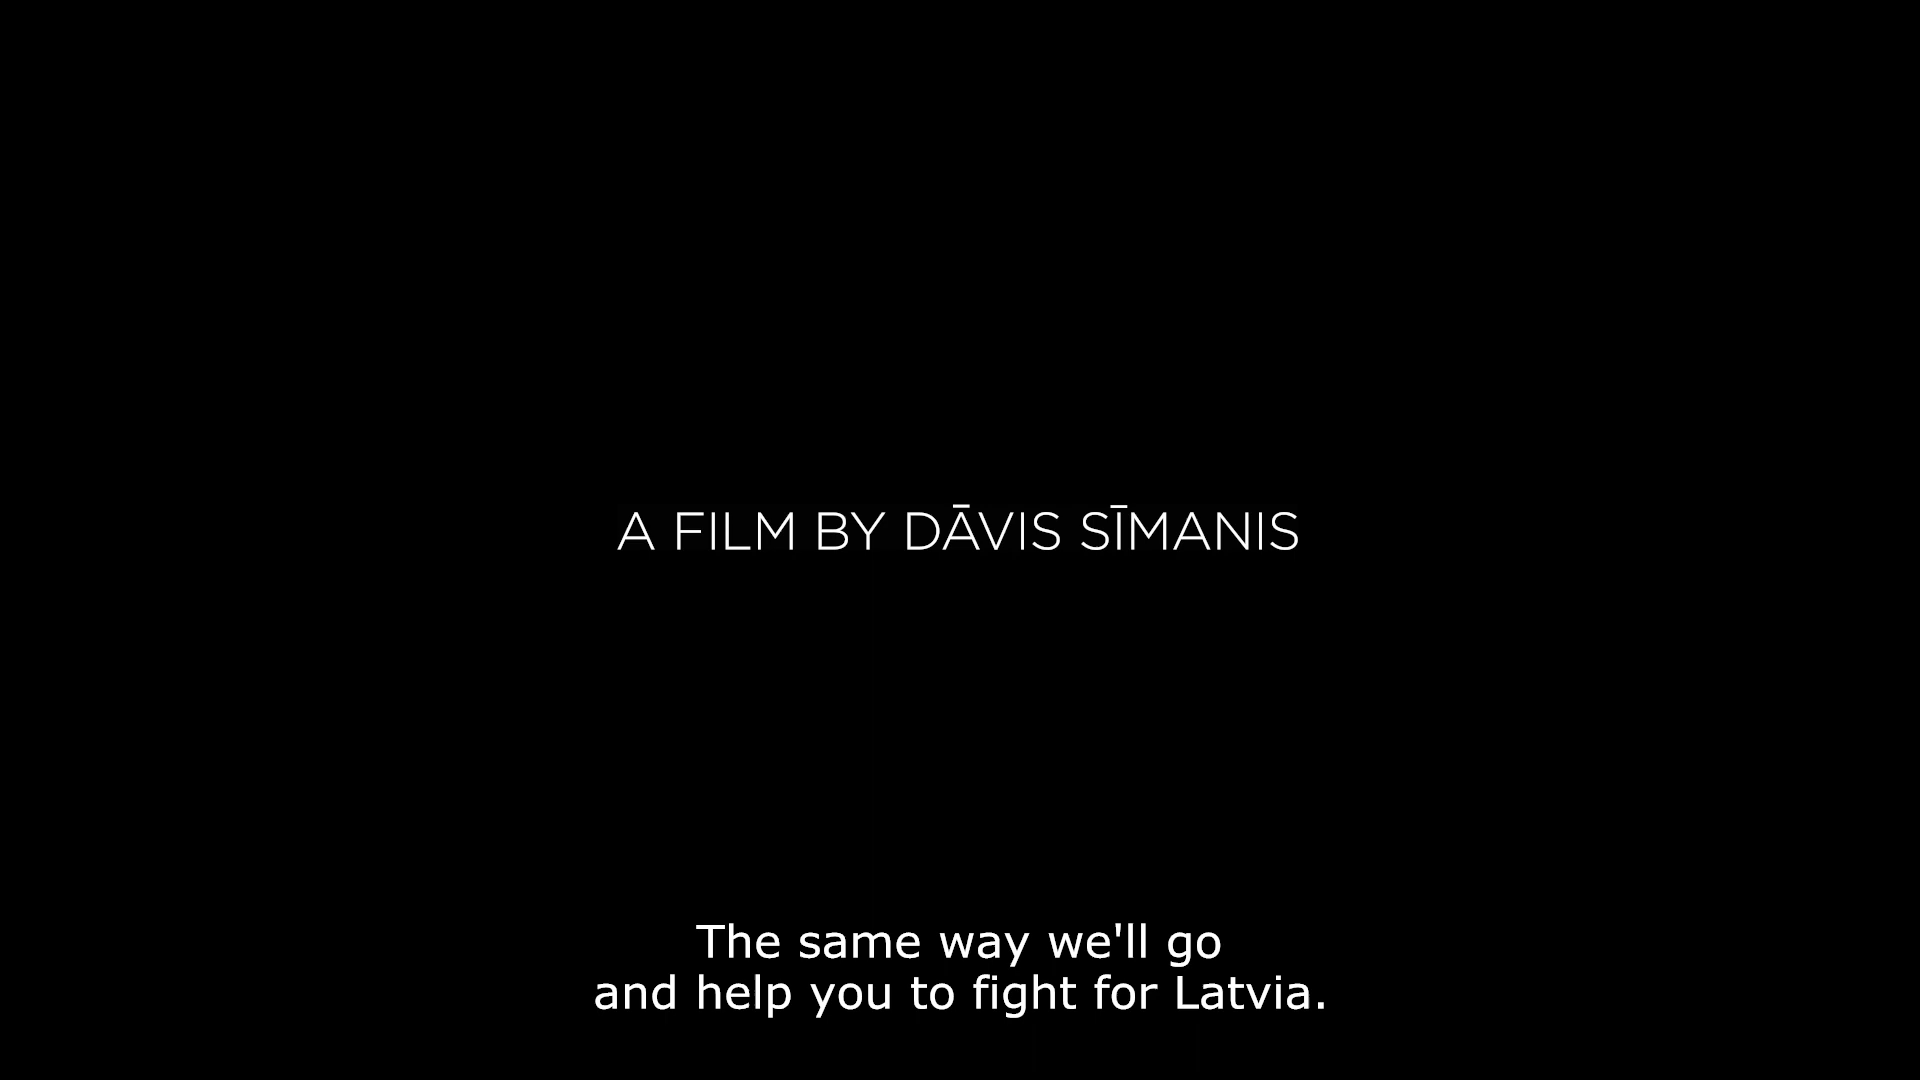 A FILM BY DĀVIS SĪMANIS
The same way we'll go
and help you to fight for Latvia.